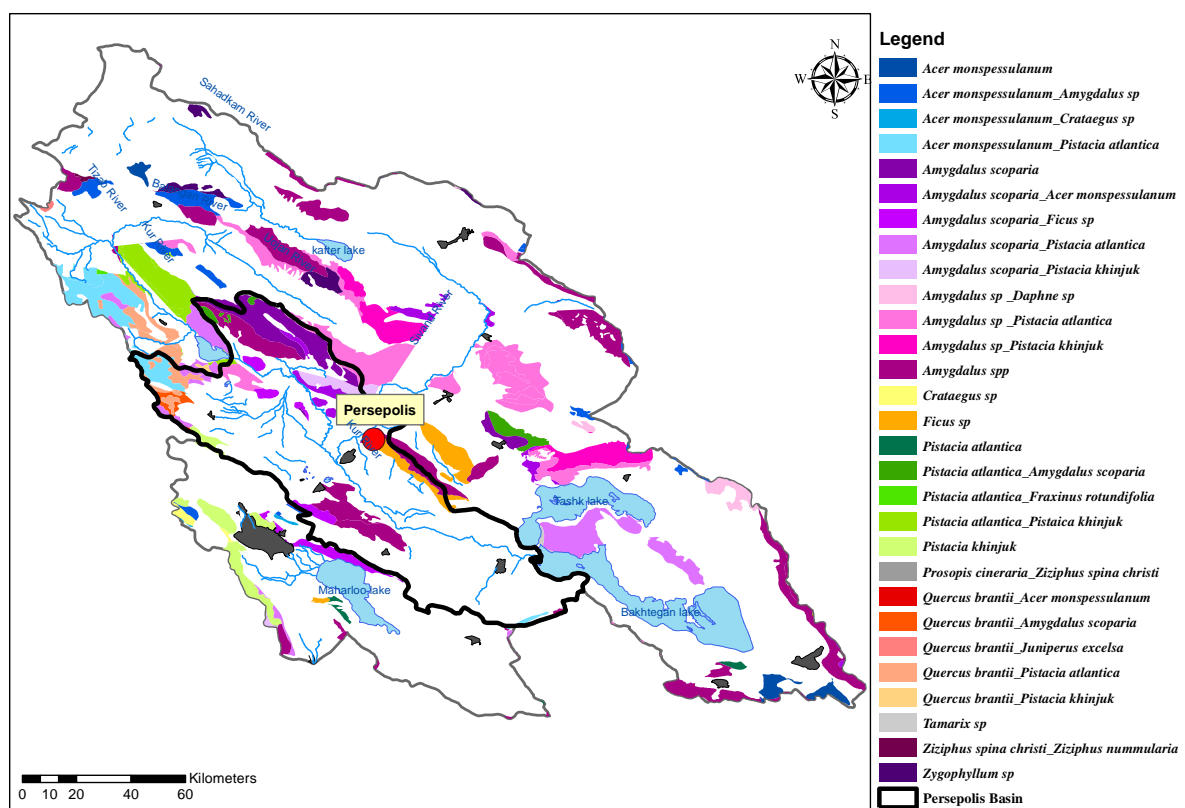 N
W E
S
Sahadkam River
Tizab River
Kur River
kafter lake
Persepolis
Tashk lake
Maharloo lake
Bakhtegan lake
Kilometers
0 10 20 40 60
Legend
Acer monspessulanum
Acer monspessulanum_Amygdalus sp
Acer monspessulanum_Crataegus sp
Acer monspessulanum_Pistacia atlantica
Amygdalus scoparia
Amygdalus scoparia_Acer monspessulanum
Amygdalus scoparia_Ficus sp
Amygdalus scoparia_Pistacia atlantica
Amygdalus scoparia_Pistacia khinjuk
Amygdalus sp _Daphne sp
Amygdalus sp _Pistacia atlantica
Amygdalus sp_Pistacia khinjuk
Amygdalus spp
Crataegus sp
Ficus sp
Pistacia atlantica
Pistacia atlantica_Amygdalus scoparia
Pistacia atlantica_Fraxinus rotundifolia
Pistacia atlantica_Pistaica khinjuk
Pistacia khinjuk
Prosopis cineraria_Ziziphus spina christi
Quercus brantii_Acer monspessulanum
Quercus brantii_Amygdalus scoparia
Quercus brantii_Juniperus excelsa
Quercus brantii_Pistacia atlantica
Quercus brantii_Pistacia khinjuk
Tamarix sp
Ziziphus spina christi_Ziziphus nummularia
Zygophyllum sp
Persepolis Basin